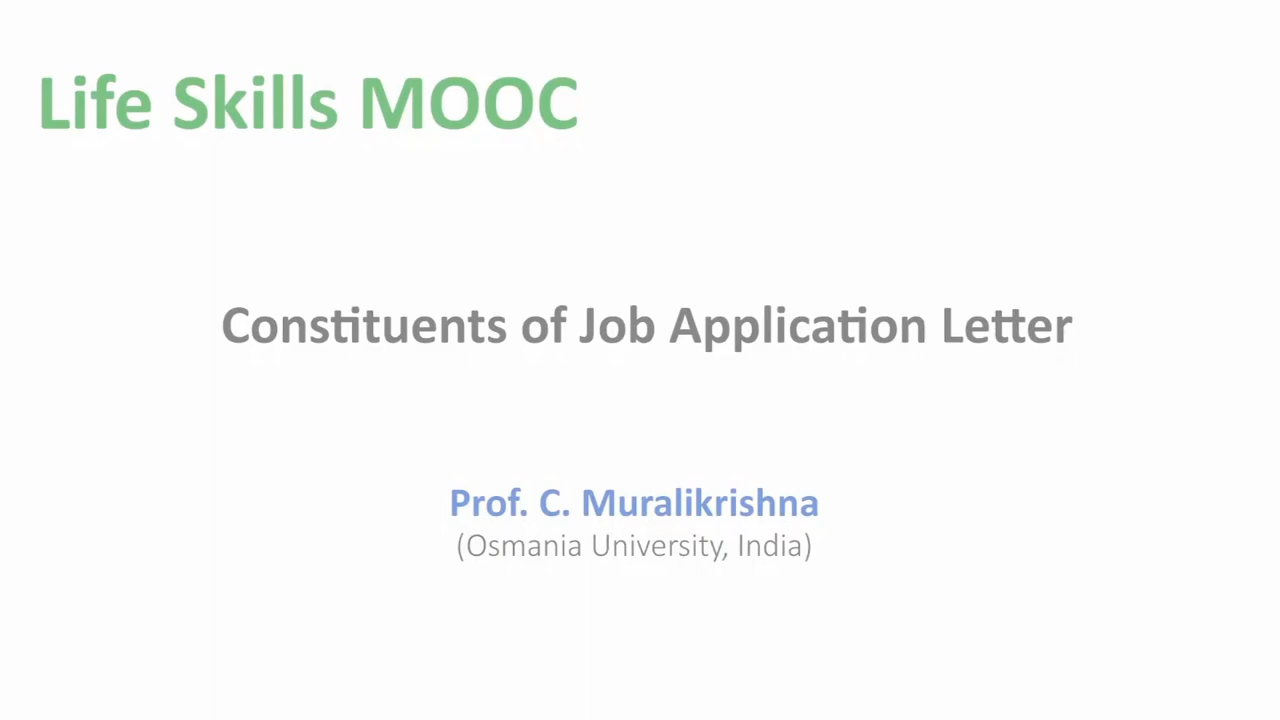 Life Skills MOOC
Constituents of Job Application Letter
Prof. C. Muralikrishna
(Osmania University, India)